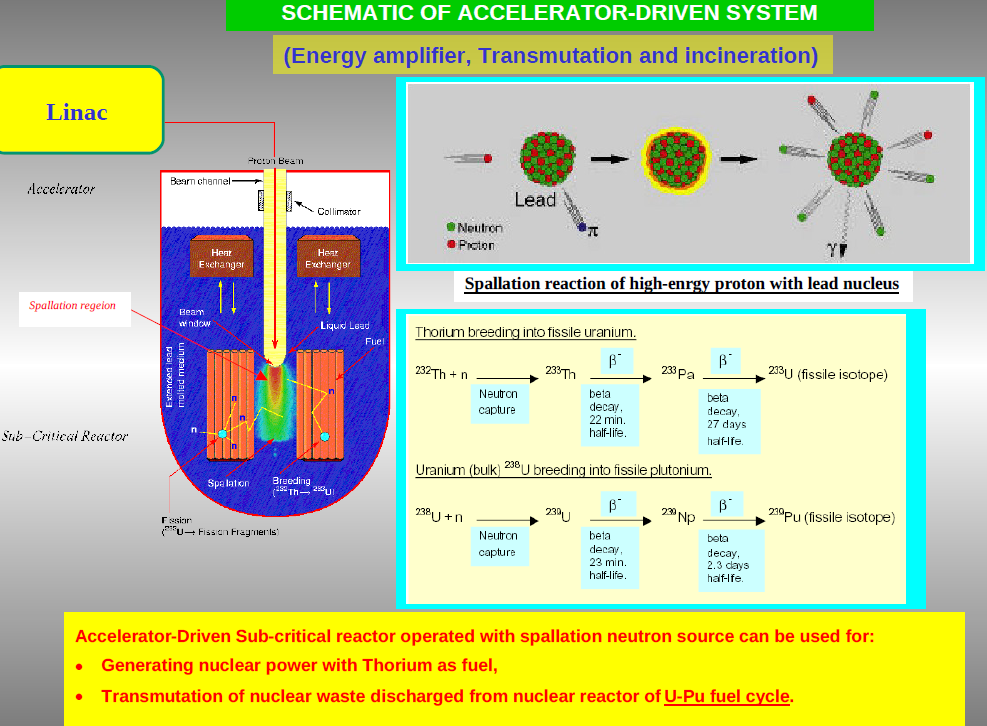 SCHEMATIC OF ACCELERATOR-DRIVEN SYSTEM
(Energy amplifier, Transmutation and incineration)
Linac
Accelerator
Proton Beam
Beam channel
Collimator
Heat
Exchanger
Heat
Exchanger
Spallation regeion
Beam
window
Liquid Lead
Fuel
Extended lead
molted medium
n
n
n
n
n
Sub-Critical Reactor
Spallation
Breeding
(²³²Th→ ²³³U)
Fission
(²³³U→ Fission Fragments)
Lead
π
Neutron
Proton
γ
Spallation reaction of high-enrgy proton with lead nucleus
Thorium breeding into fissile uranium.
β⁻
β⁻
²³²Th + n
²³³Th
²³³Pa
²³³U (fissile isotope)
Neutron
capture
beta
decay,
22 min.
half-life.
beta
decay,
27 days
half-life.
Uranium (bulk) ²³⁸U breeding into fissile plutonium.
β⁻
β⁻
²³⁸U + n
²³⁹U
²³⁹Np
²³⁹Pu (fissile isotope)
Neutron
capture
beta
decay,
23 min.
half-life.
beta
decay,
2.3 days
half-life.
Accelerator-Driven Sub-critical reactor operated with spallation neutron source can be used for:
• Generating nuclear power with Thorium as fuel,
• Transmutation of nuclear waste discharged from nuclear reactor of U-Pu fuel cycle.